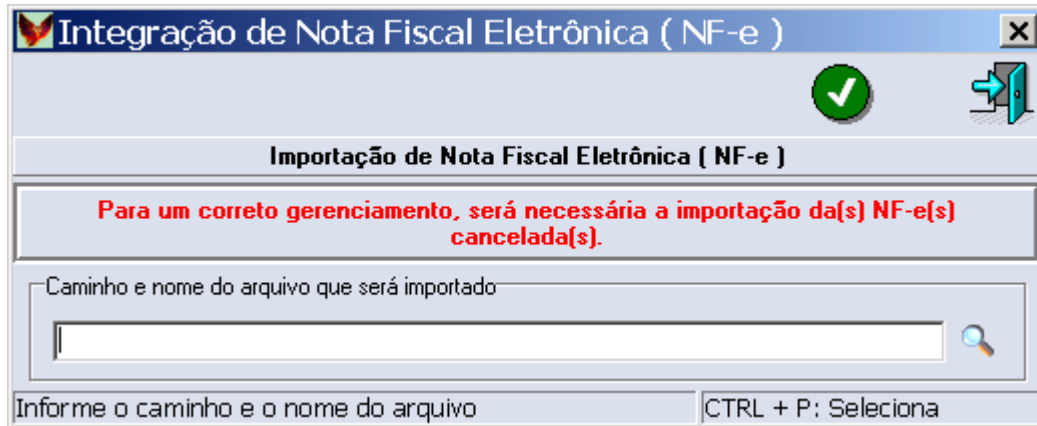 Integração de Nota Fiscal Eletrônica ( NF-e )
Importação de Nota Fiscal Eletrônica ( NF-e )
Para um correto gerenciamento, será necessária a importação da(s) NF-e(s)
cancelada(s).
Caminho e nome do arquivo que será importado
Informe o caminho e o nome do arquivo
CTRL + P: Seleciona